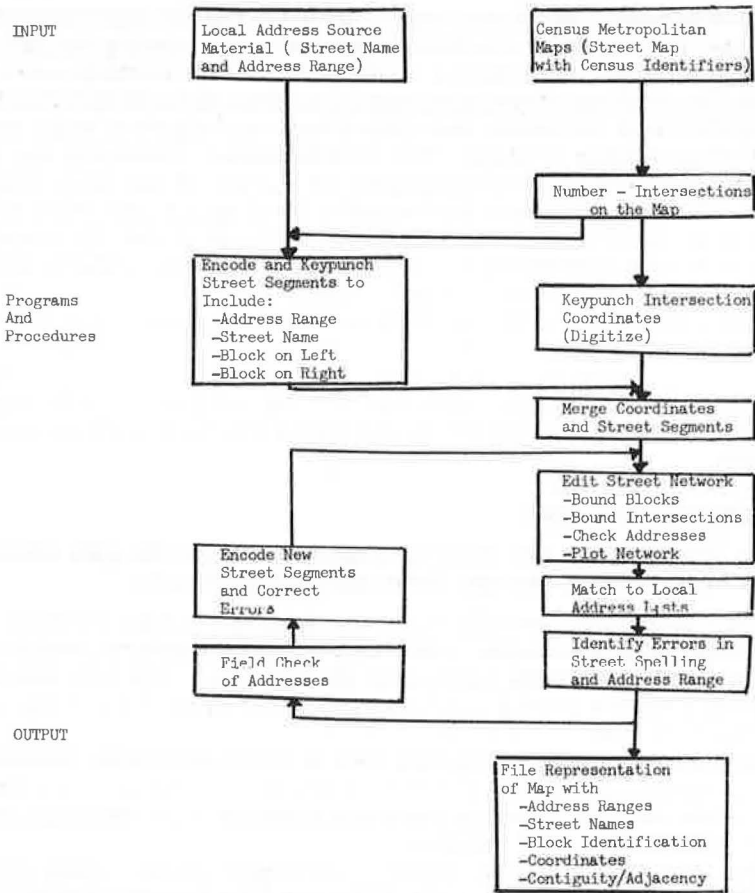 INPUT
Local Address Source
Material ( Street Name
and Address Range)
Census Metropolitan
Maps (Street Map
with Census Identifiers)
Number - Intersections
on the Map
Programs
And
Procedures
Encode and Keypunch
Street Segments to
Include:
-Address Range
-Street Name
-Block on Left
-Block on Right
Keypunch Intersection
Coordinates
(Digitize)
Merge Coordinates
and Street Segments
Edit Street Network
-Bound Blocks
-Bound Intersections
-Check Addresses
-Plot Network
Encode New
Street Segments
and Correct
Errors
Match to Local
Address Lists
Field Check
of Addresses
Identify Errors in
Street Spelling
and Address Range
OUTPUT
File Representation
of Map with
-Address Ranges
-Street Names
-Block Identification
-Coordinates
-Contiguity/Adjacency